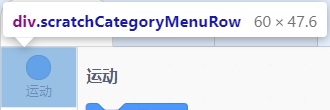 div.scratchCategoryMenuRow 60 × 47.6
运动
运动